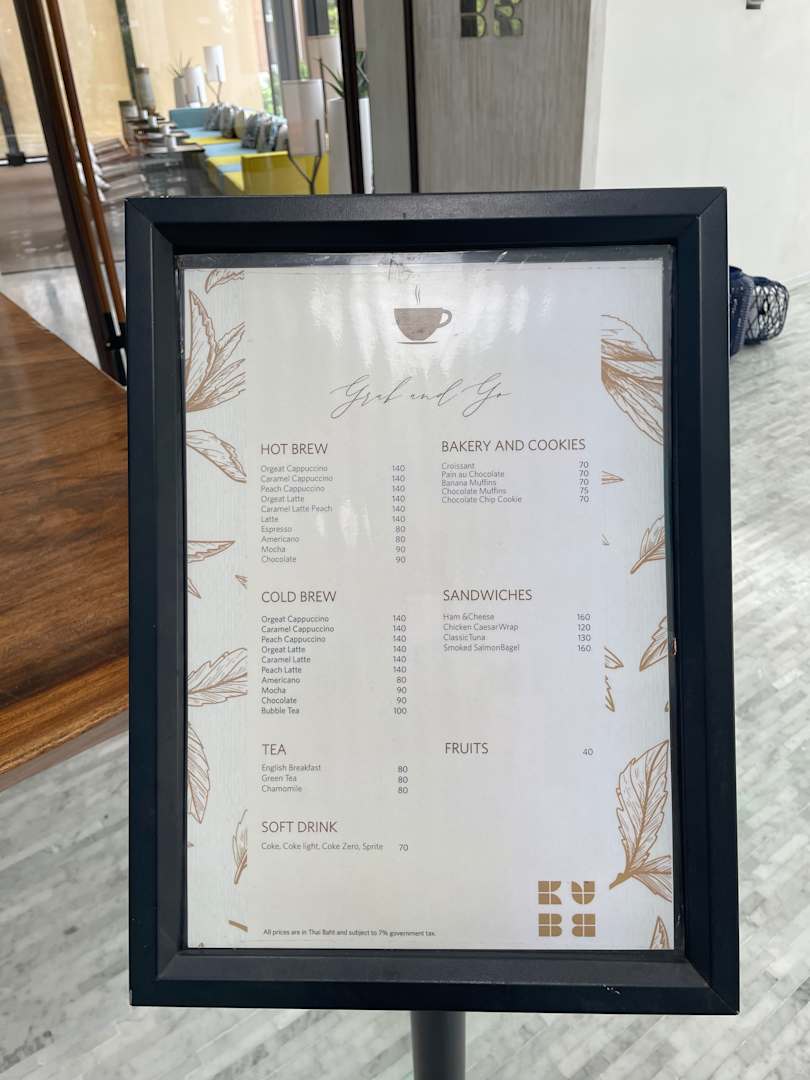 Grab and Go
HOT BREW
Orgeat Cappuccino 140
Caramel Cappuccino 140
Peach Cappuccino 140
Orgeat Latte 140
Caramel Latte Peach 140
Latte 140
Espresso 80
Americano 80
Mocha 90
Chocolate 90
COLD BREW
Orgeat Cappuccino 140
Caramel Cappuccino 140
Peach Cappuccino 140
Orgeat Latte 140
Caramel Latte 140
Peach Latte 140
Americano 80
Mocha 90
Chocolate 90
Bubble Tea 100
TEA
English Breakfast 80
Green Tea 80
Chamomile 80
SOFT DRINK
Coke, Coke light, Coke Zero, Sprite 70
BAKERY AND COOKIES
Croissant 70
Pain au Chocolate 70
Banana Muffins 70
Chocolate Muffins 75
Chocolate Chip Cookie 70
SANDWICHES
Ham &Cheese 160
Chicken CaesarWrap 120
ClassicTuna 130
Smoked SalmonBagel 160
FRUITS 40
KU
BB
All prices are in Thai Baht and subject to 7% government tax.